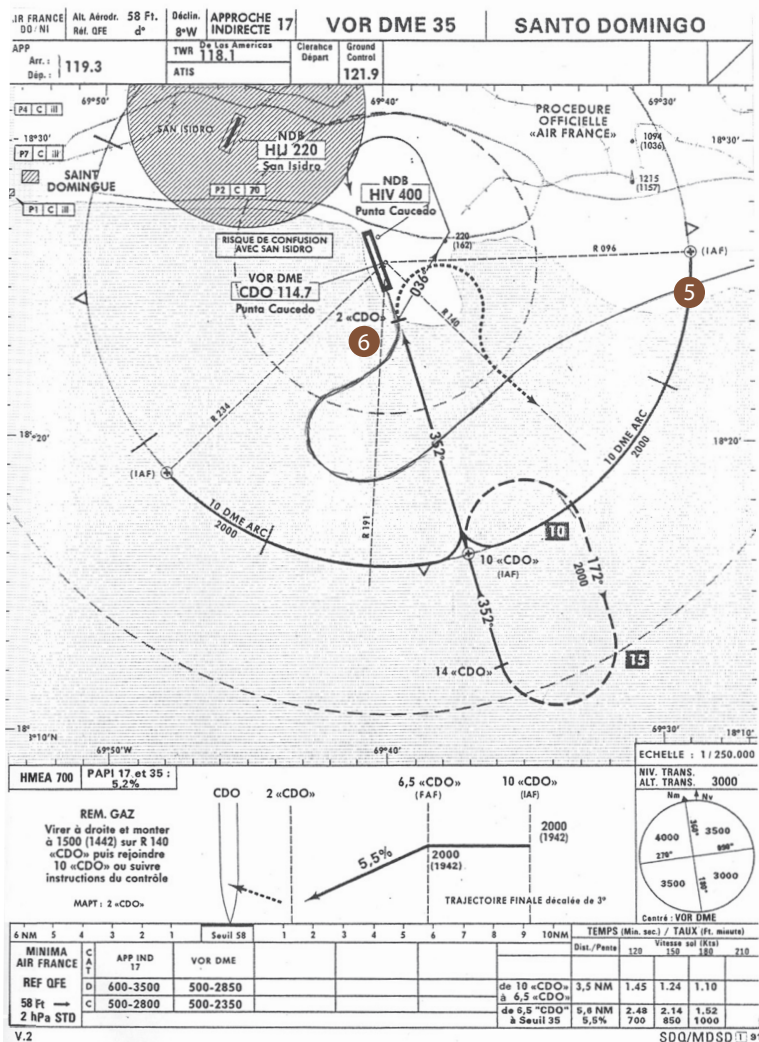 AIR FRANCE DO/NI
Alt. Aérodr. 58 Ft.
Réf. QFE d°
Déclin. 8°W
APPROCHE INDIRECTE 17
VOR DME 35
SANTO DOMINGO
APP
Arr. : 119.3
Dép. :
TWR De Las Americas 118.1
ATIS
Clerance Départ
Ground Control 121.9
69°50'
69°40'
69°30'
P4 C ill
18°30'
P7 C ill
SAINT DOMINGUE
P1 C ill
SAN ISIDRO
NDB
HIJ 220
San Isidro
P2 C 70
NDB
HIV 400
Punta Caucedo
PROCEDURE
OFFICIELLE
«AIR FRANCE»
1094
(1036)
18°30'
1215
(1157)
220
(162)
RISQUE DE CONFUSION
AVEC SAN ISIDRO
R 096
(IAF)
VOR DME
CDO 114.7
Punta Caucedo
036°
5
2 «CDO»
R 140
6
R 234
18°20'
352°
10 DME ARC
2000
18°20'
(IAF)
10 DME ARC
2000
R 191
10
10 «CDO»
(IAF)
172°
2000
352°
14 «CDO»
15
18°
69°30'
18°10'
3°10'N
69°50'W
69°40'
ECHELLE : 1/250.000
HMEA 700
PAPI 17 et 35 :
5,2%
CDO
2 «CDO»
6,5 «CDO»
(FAF)
10 «CDO»
(IAF)
NIV. TRANS.
ALT. TRANS. 3000
REM. GAZ
Virer à droite et monter
à 1500 (1442) sur R 140
«CDO» puis rejoindre
10 «CDO» ou suivre
instructions du contrôle
MAPT : 2 «CDO»
5,5%
2000
(1942)
2000
(1942)
TRAJECTOIRE FINALE décalée de 3°
Nm Nv
4000 360° 3500
270° 090°
3500 180° 3000
Centré : VOR DME
6 NM 5 4 3 2 1 Seuil 58 1 2 3 4 5 6 7 8 9 10NM
TEMPS (Min. sec.) / TAUX (Ft. minute)
MINIMA
AIR FRANCE
CAT
APP IND 17
VOR DME
Dist./Pente
Vitesse sol (Kts)
120 150 180 210
REF QFE
58 Ft →
2 hPa STD
D 600-3500 500-2850
C 500-2800 500-2350
de 10 «CDO» à 6,5 «CDO» 3,5 NM 1.45 1.24 1.10
de 6,5 "CDO" à Seuil 35 5,6 NM 5,5% 2.48 700 2.14 850 1.52 1000
V.2
SDQ/MDSD 1 9